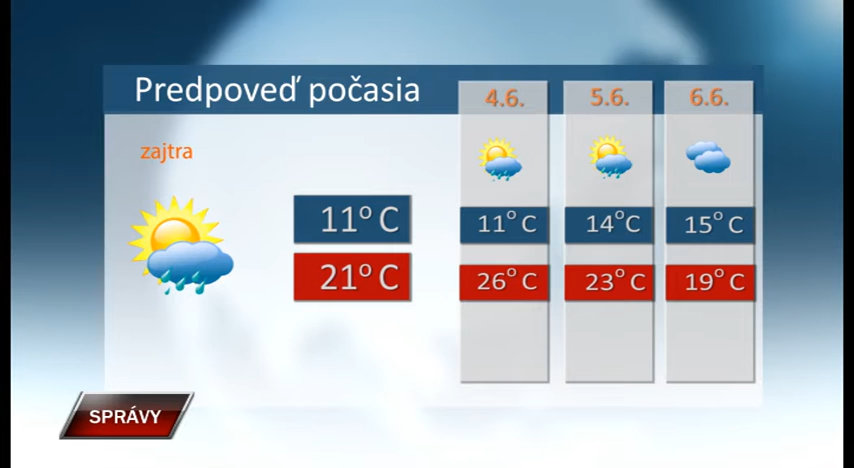 Predpoveď počasia
4.6. 5.6. 6.6.
zajtra
11° C 11° C 14°C 15° C
21° C 26° C 23° C 19° C
SPRÁVY